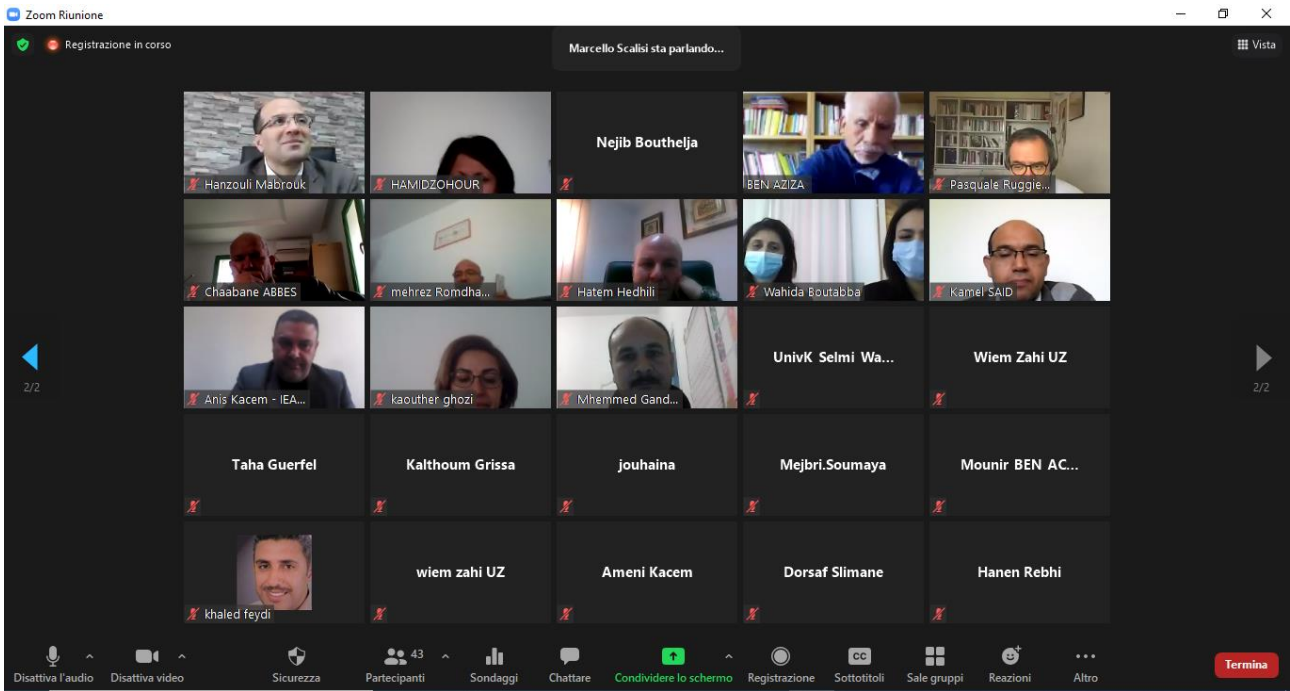 Zoom Riunione
Registrazione in corso
Marcello Scalisi sta parlando...
Vista
Hanzouli Mabrouk
HAMIDZOHOUR
Nejib Bouthelja
BEN AZIZA
Pasquale Ruggie...
Chaabane ABBES
mehrez Romdha...
Hatem Hedhili
Wahida Boutabba
Kamel SAID
Anis Kacem - IEA...
kaouther ghozi
Mhemmed Gand...
UnivK Selmi Wa...
Wiem Zahi UZ
2/2
2/2
Taha Guerfel
Kalthoum Grissa
jouhaina
Mejbri.Soumaya
Mounir BEN AC...
khaled feydi
wiem zahi UZ
Ameni Kacem
Dorsaf Slimane
Hanen Rebhi
Disattiva l'audio
Disattiva video
Sicurezza
43
Partecipanti
Sondaggi
Chattare
Condividere lo schermo
Registrazione
CC
Sottotitoli
Sale gruppi
Reazioni
Altro
Termina